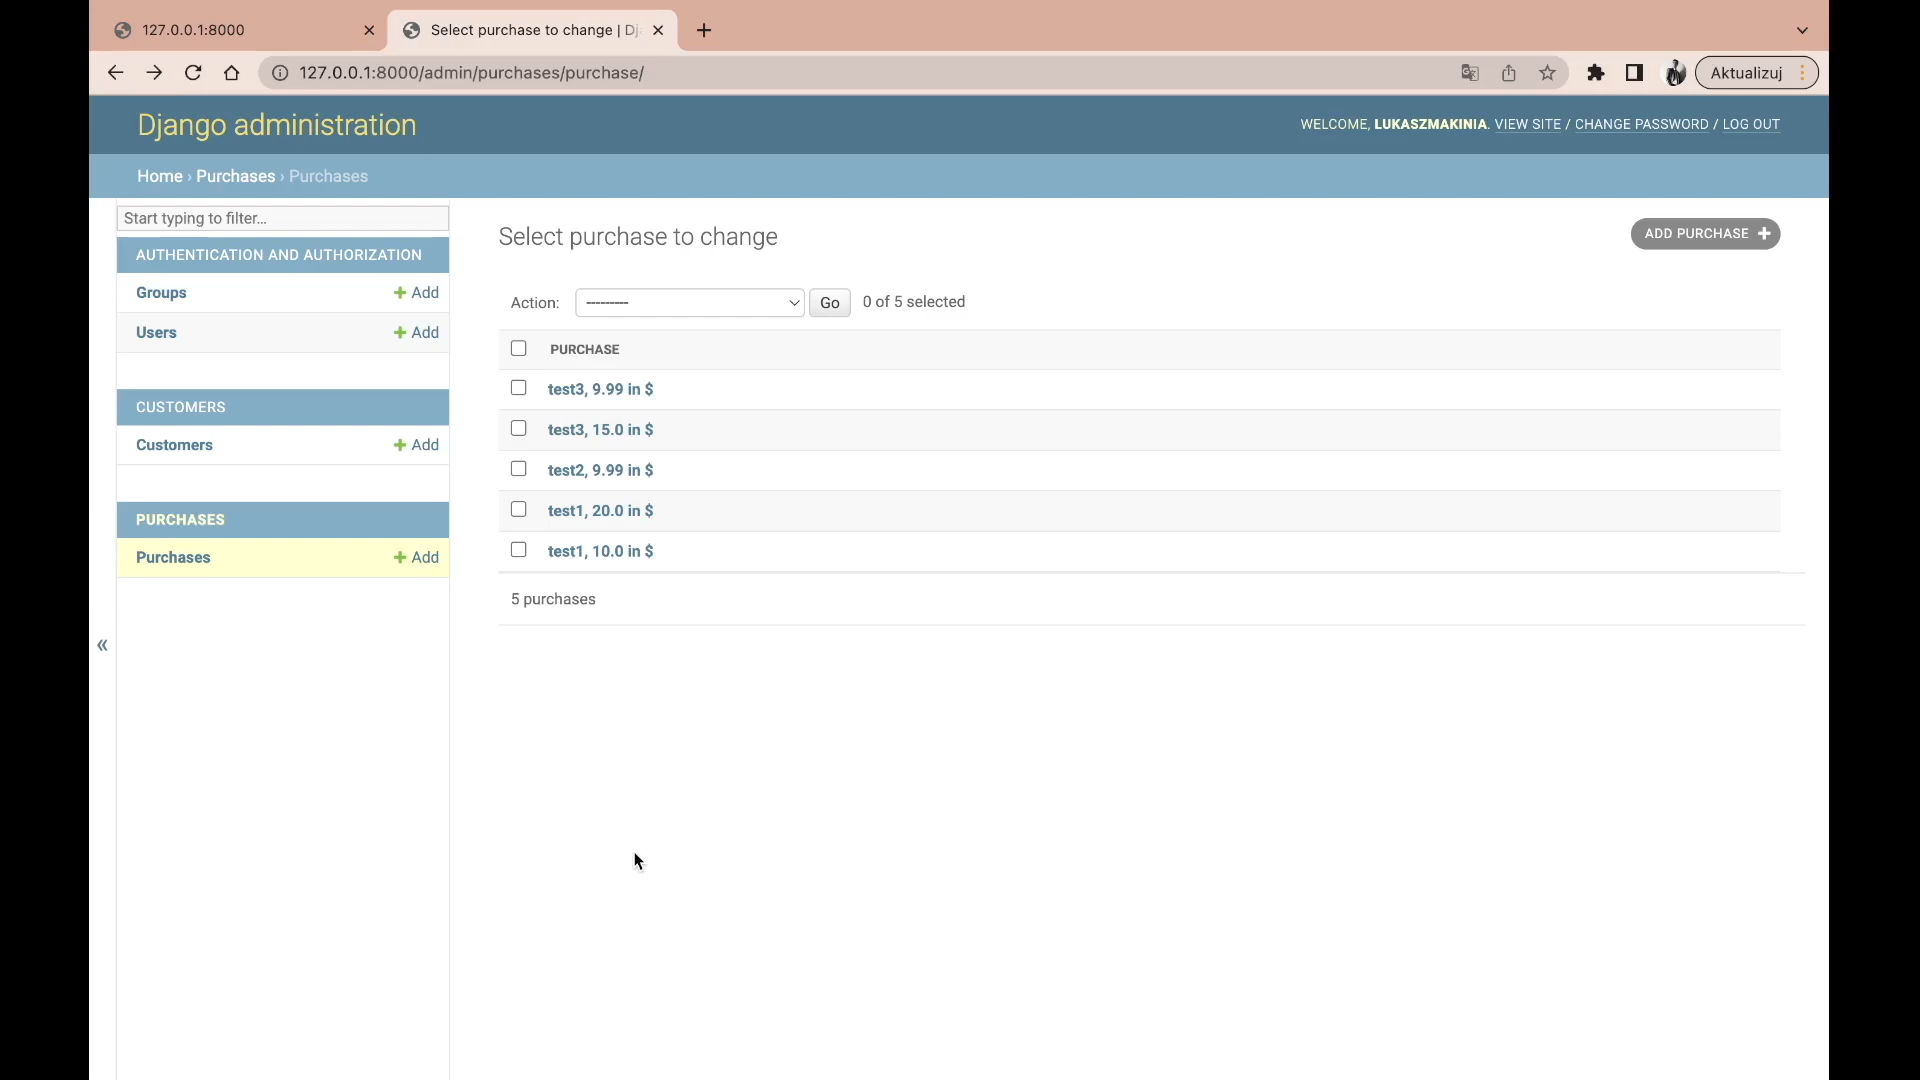 127.0.0.1:8000
Select purchase to change | Dj
127.0.0.1:8000/admin/purchases/purchase/
Aktualizuj
Django administration
WELCOME, LUKASZMAKINIA. VIEW SITE / CHANGE PASSWORD / LOG OUT
Home › Purchases › Purchases
Start typing to filter...
AUTHENTICATION AND AUTHORIZATION
Groups + Add
Users + Add
CUSTOMERS
Customers + Add
PURCHASES
Purchases + Add
«
Select purchase to change
ADD PURCHASE +
Action: --------- Go 0 of 5 selected
PURCHASE
test3, 9.99 in $
test3, 15.0 in $
test2, 9.99 in $
test1, 20.0 in $
test1, 10.0 in $
5 purchases